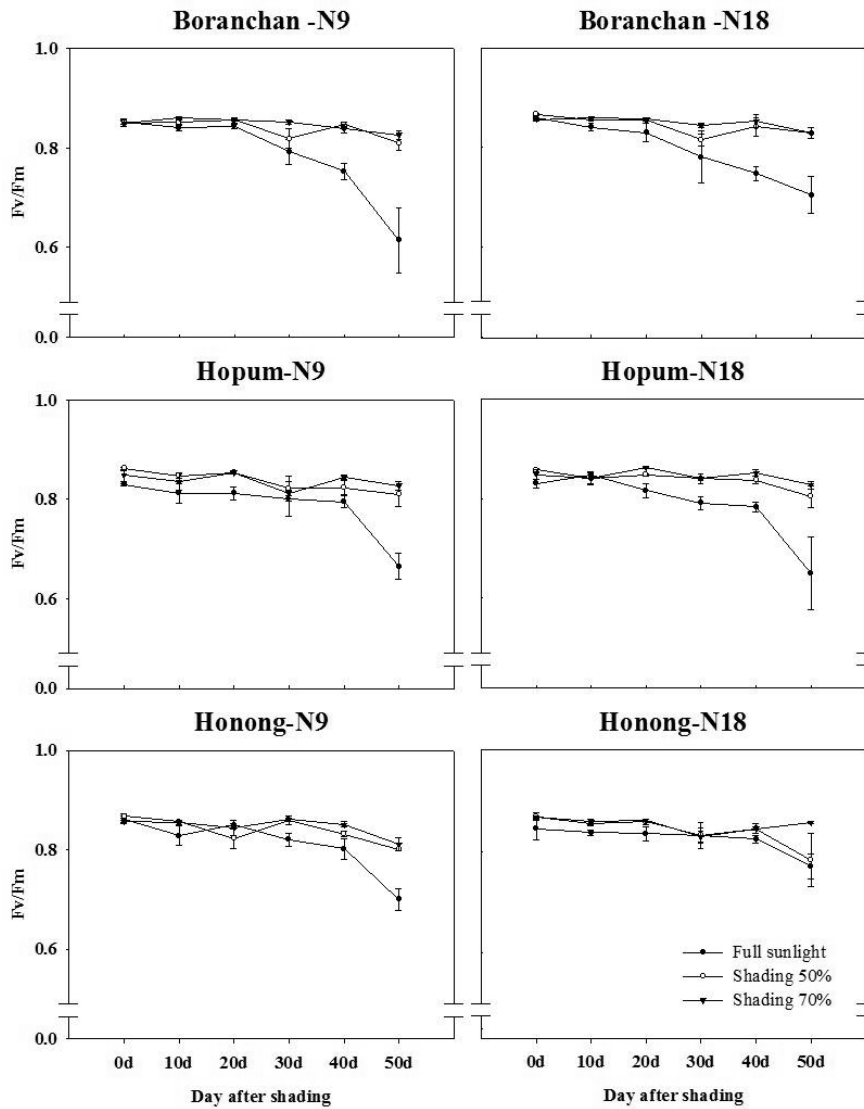 Boranchan -N9
Boranchan -N18
1.0
0.8
0.6
0.0
Fv/Fm
Hopum-N9
Hopum-N18
1.0
0.8
0.6
0.0
Fv/Fm
Honong-N9
Honong-N18
1.0
0.8
0.6
0.0
Fv/Fm
Full sunlight
Shading 50%
Shading 70%
0d 10d 20d 30d 40d 50d
0d 10d 20d 30d 40d 50d
Day after shading
Day after shading